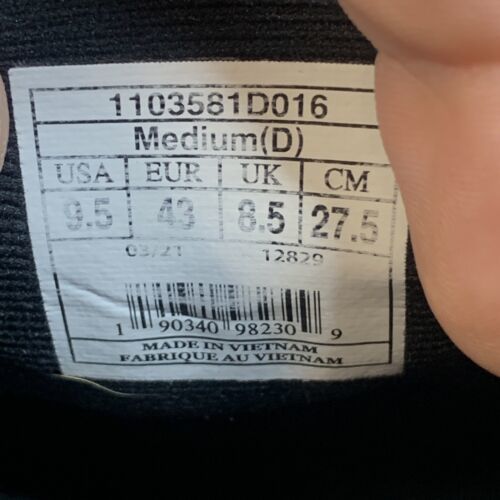 1103581D016
Medium(D)
USA EUR UK CM
9.5 43 8.5 27.5
03/21 12829
1 90340 98230 9
MADE IN VIETNAM
FABRIQUE AU VIETNAM